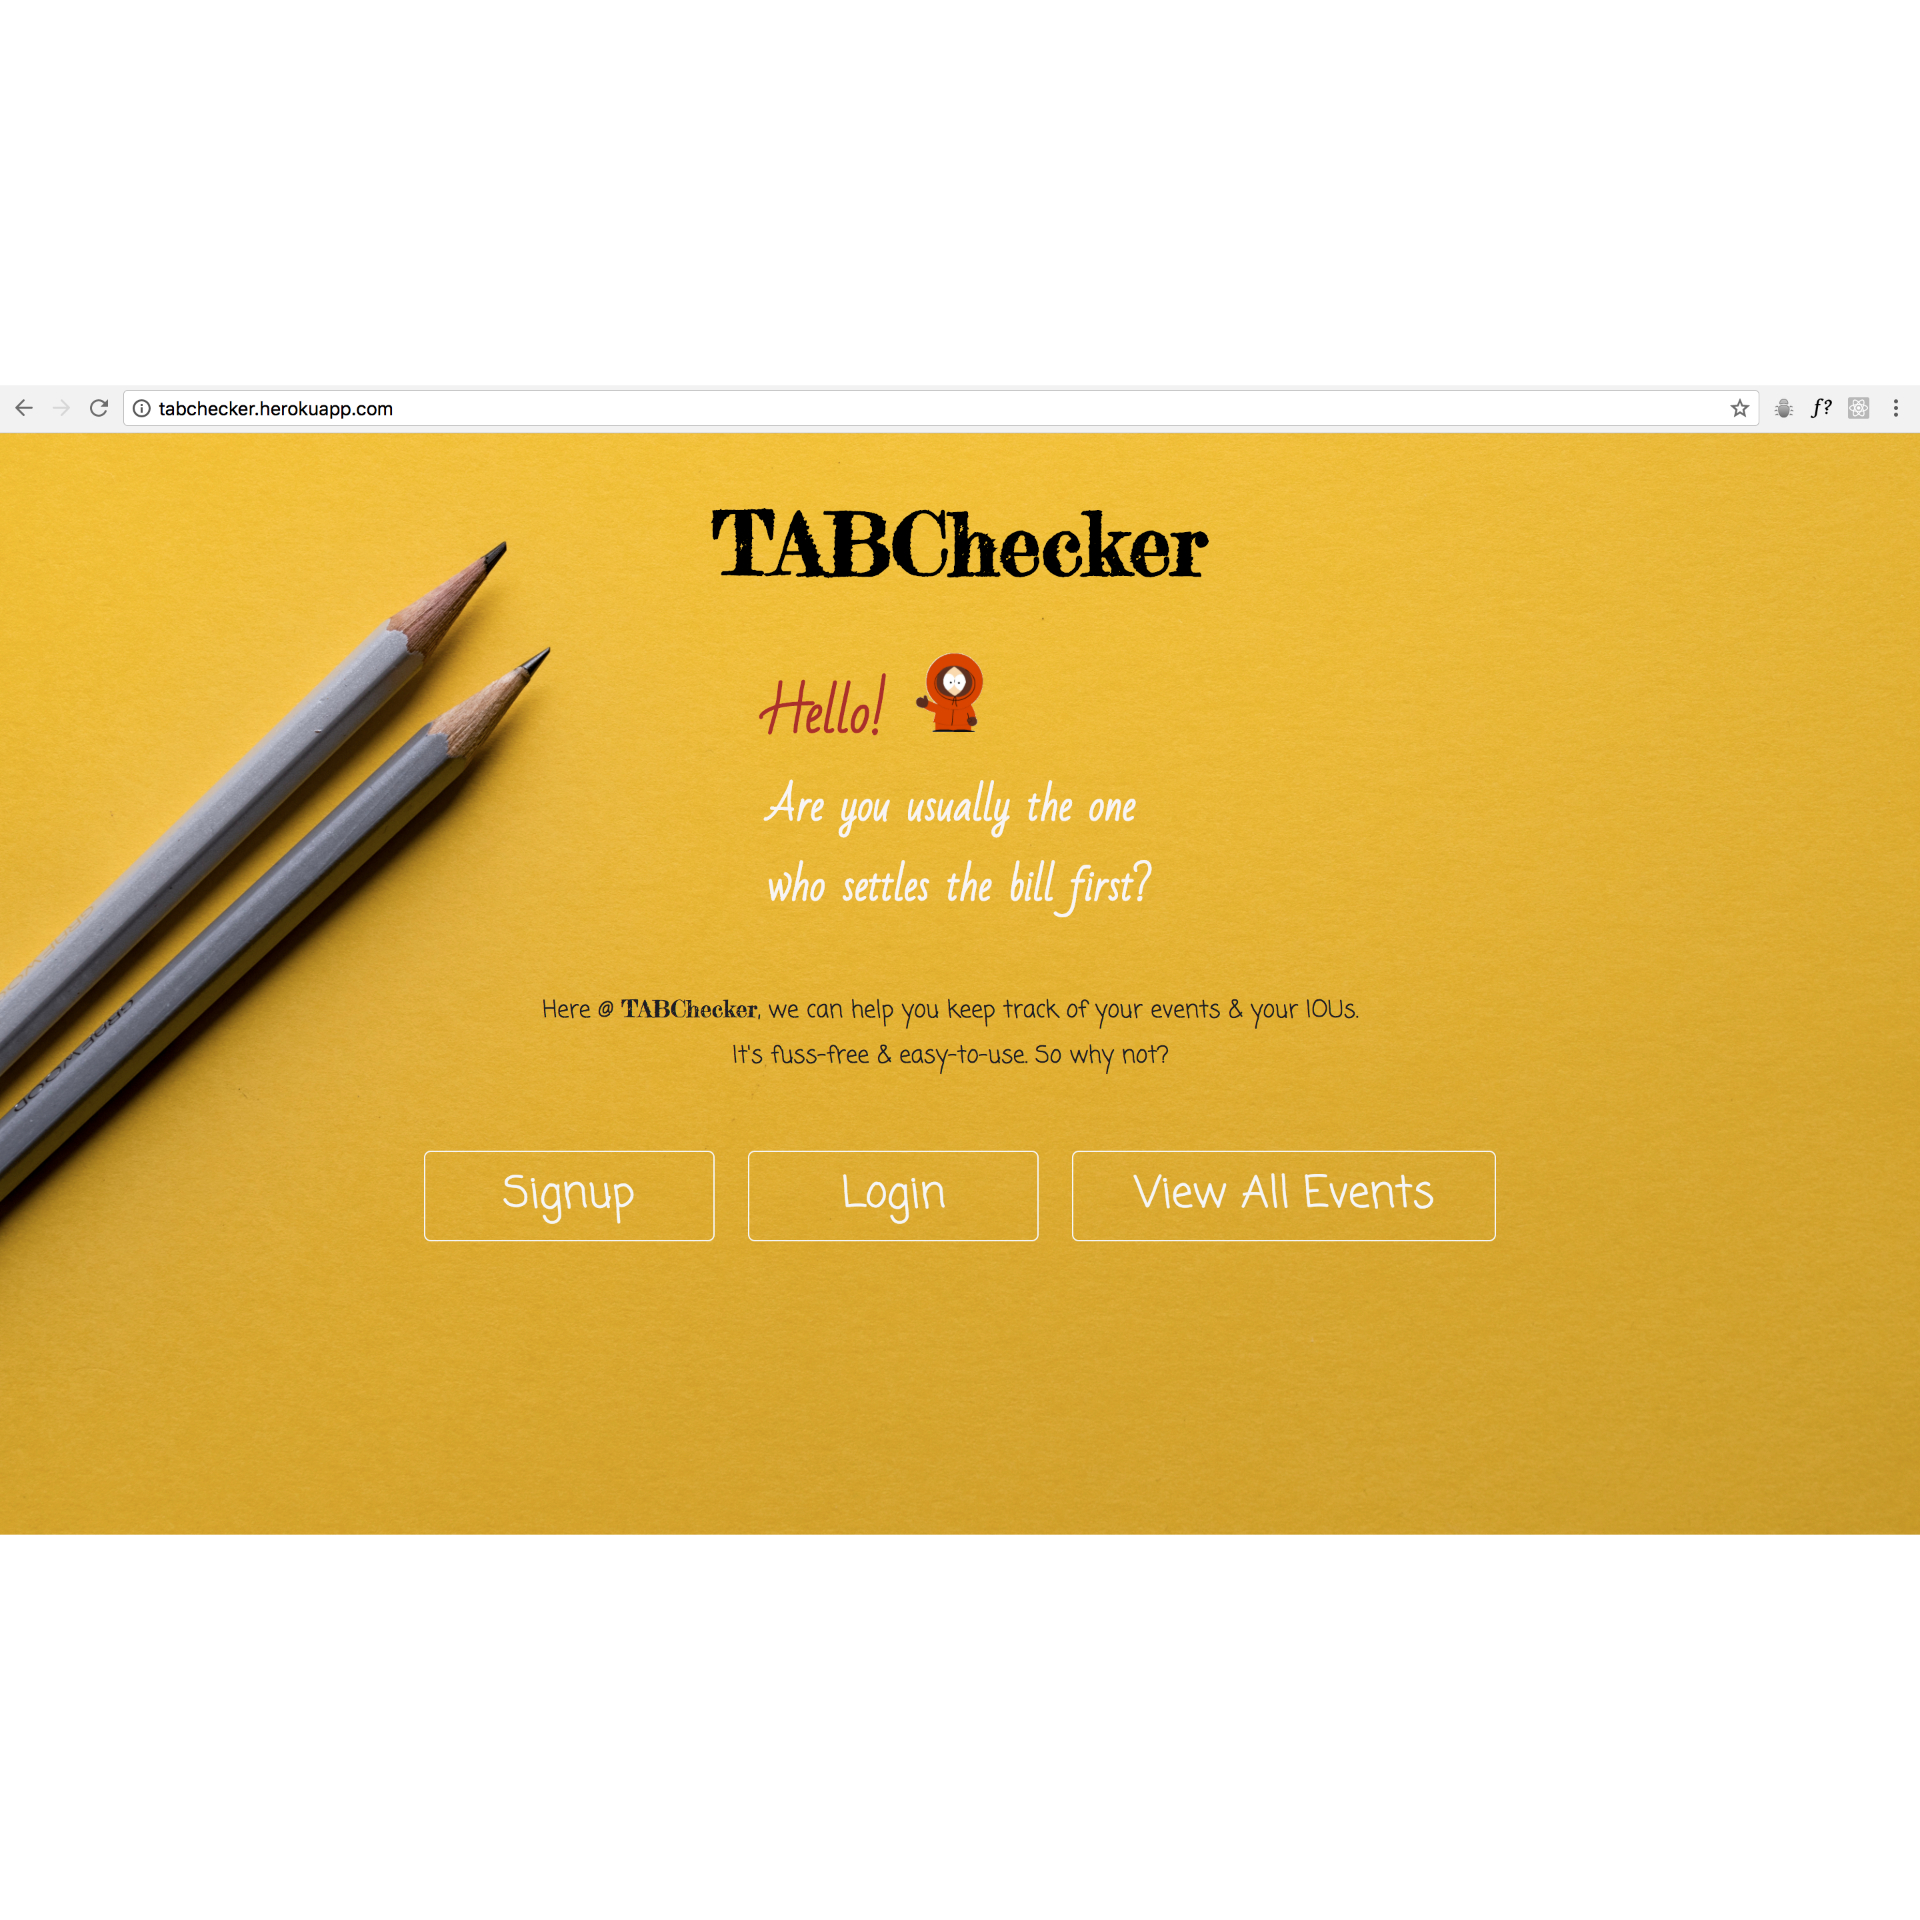 tabchecker.herokuapp.com
f?
TABChecker
Hello!
Are you usually the one
who settles the bill first?
Here @ TABChecker, we can help you keep track of your events & your IOUs.
It's fuss-free & easy-to-use. So why not?
Signup
Login
View All Events